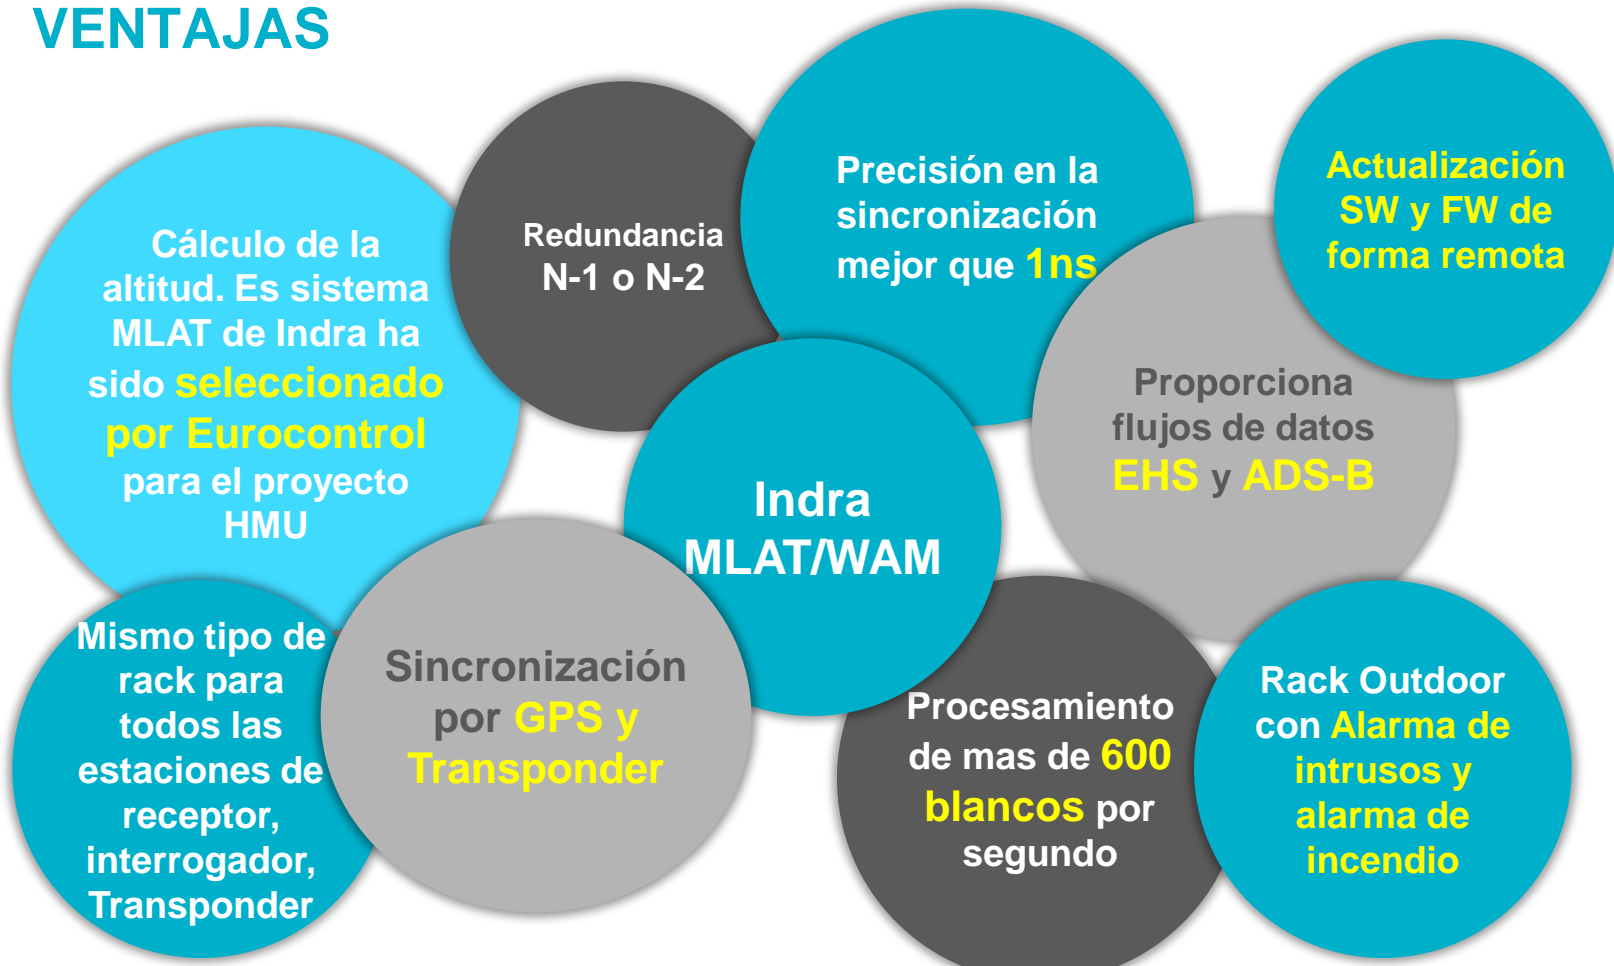 VENTAJAS
Cálculo de la
altitud. Es sistema
MLAT de Indra ha
sido seleccionado
por Eurocontrol
para el proyecto
HMU
Redundancia
N-1 o N-2
Precisión en la
sincronización
mejor que 1ns
Actualización
SW y FW de
forma remota
Proporciona
flujos de datos
EHS y ADS-B
Indra
MLAT/WAM
Mismo tipo de
rack para
todos las
estaciones de
receptor,
interrogador,
Transponder
Sincronización
por GPS y
Transponder
Procesamiento
de mas de 600
blancos por
segundo
Rack Outdoor
con Alarma de
intrusos y
alarma de
incendio